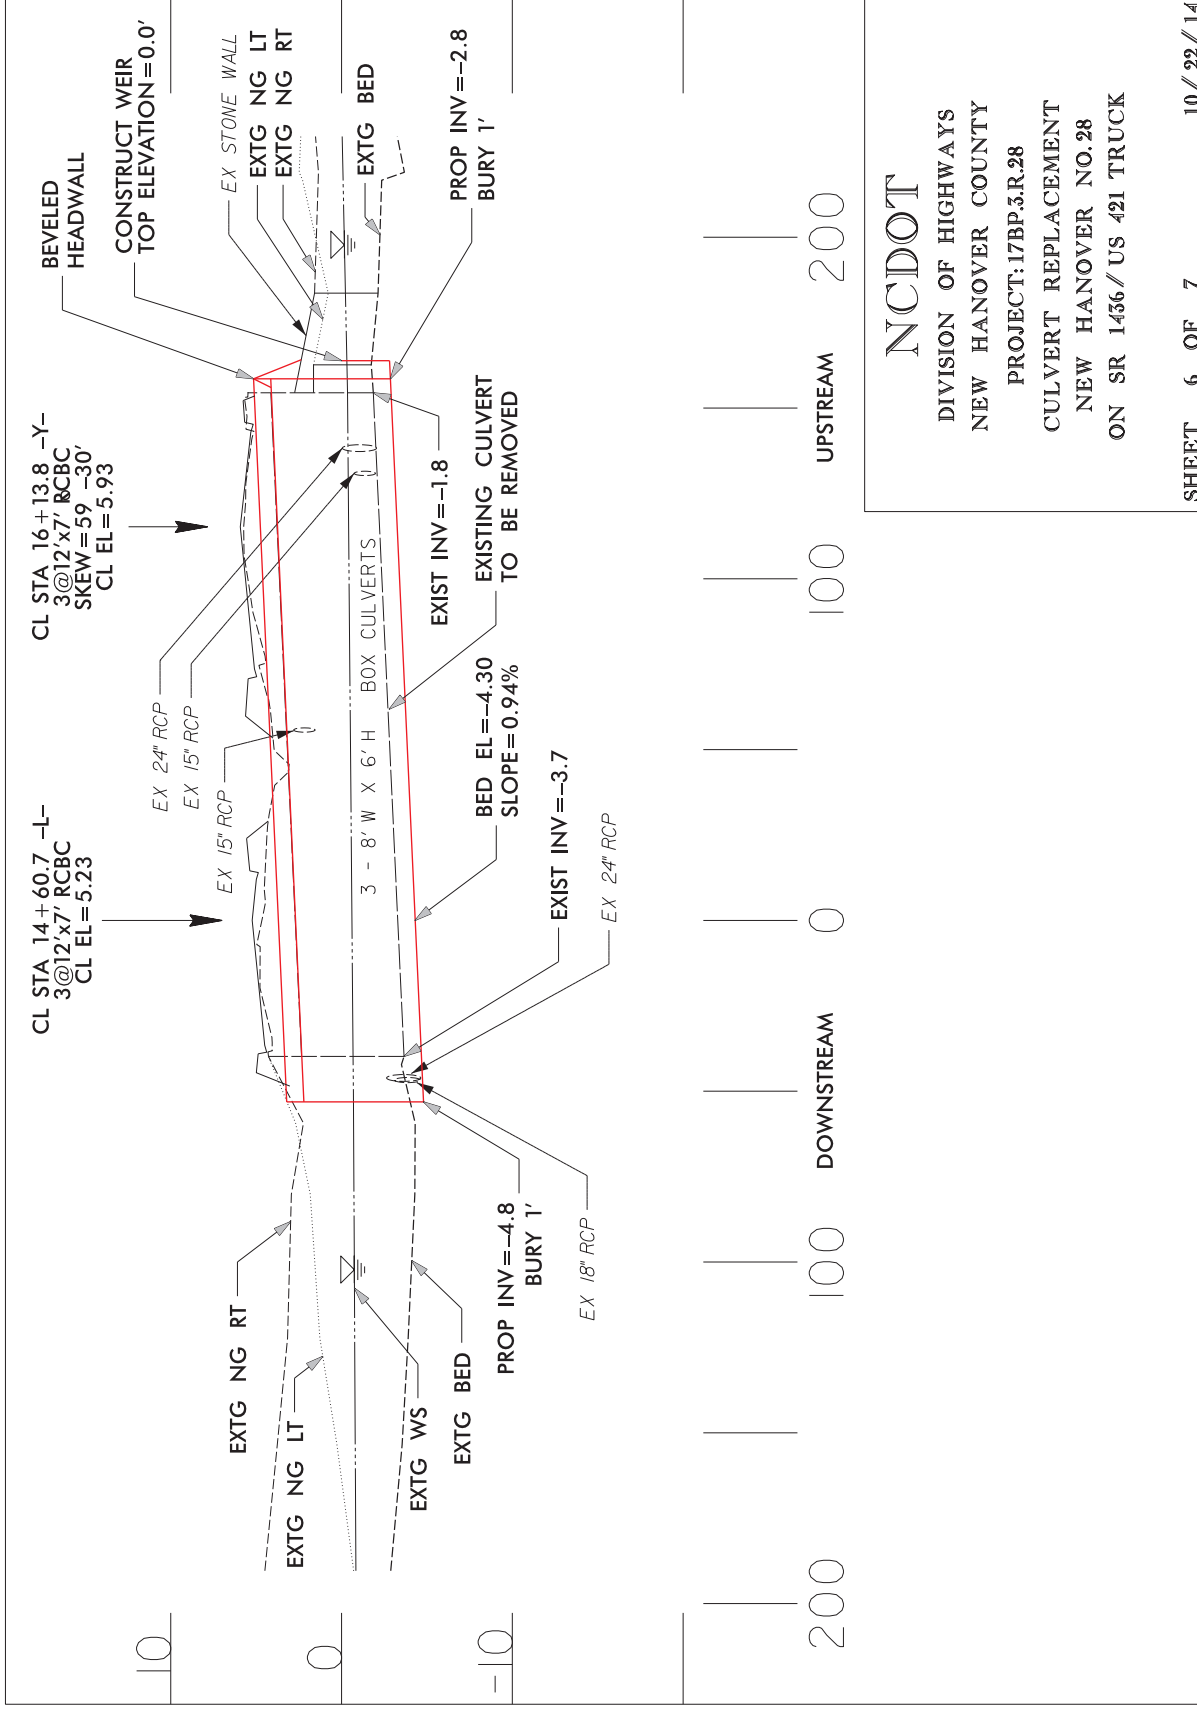 CL STA 14+60.7 -L-
3@12'x7' RCBC
CL EL=5.23
CL STA 16+13.8 -Y-
3@12'x7' RCBC
SKEW=59 -30'
CL EL=5.93
BEVELED
HEADWALL
CONSTRUCT WEIR
TOP ELEVATION=0.0'
EX STONE WALL
EXTG NG LT
EXTG NG RT
EXTG BED
PROP INV=-2.8
BURY 1'
EX 24" RCP
EX 15" RCP
EX 15" RCP
3 - 8' W X 6' H BOX CULVERTS
EXIST INV=-1.8
EXISTING CULVERT
TO BE REMOVED
BED EL=-4.30
SLOPE=0.94%
EXIST INV=-3.7
EX 24" RCP
EXTG NG RT
EXTG NG LT
EXTG WS
EXTG BED
PROP INV=-4.8
BURY 1'
EX 18" RCP
10
0
-10
200
100
DOWNSTREAM
0
100
UPSTREAM
200
NCDOT
DIVISION OF HIGHWAYS
NEW HANOVER COUNTY
PROJECT:17BP.3.R.28
CULVERT REPLACEMENT
NEW HANOVER NO.28
ON SR 1436/US 421 TRUCK
SHEET 6 OF 7 10/22/14